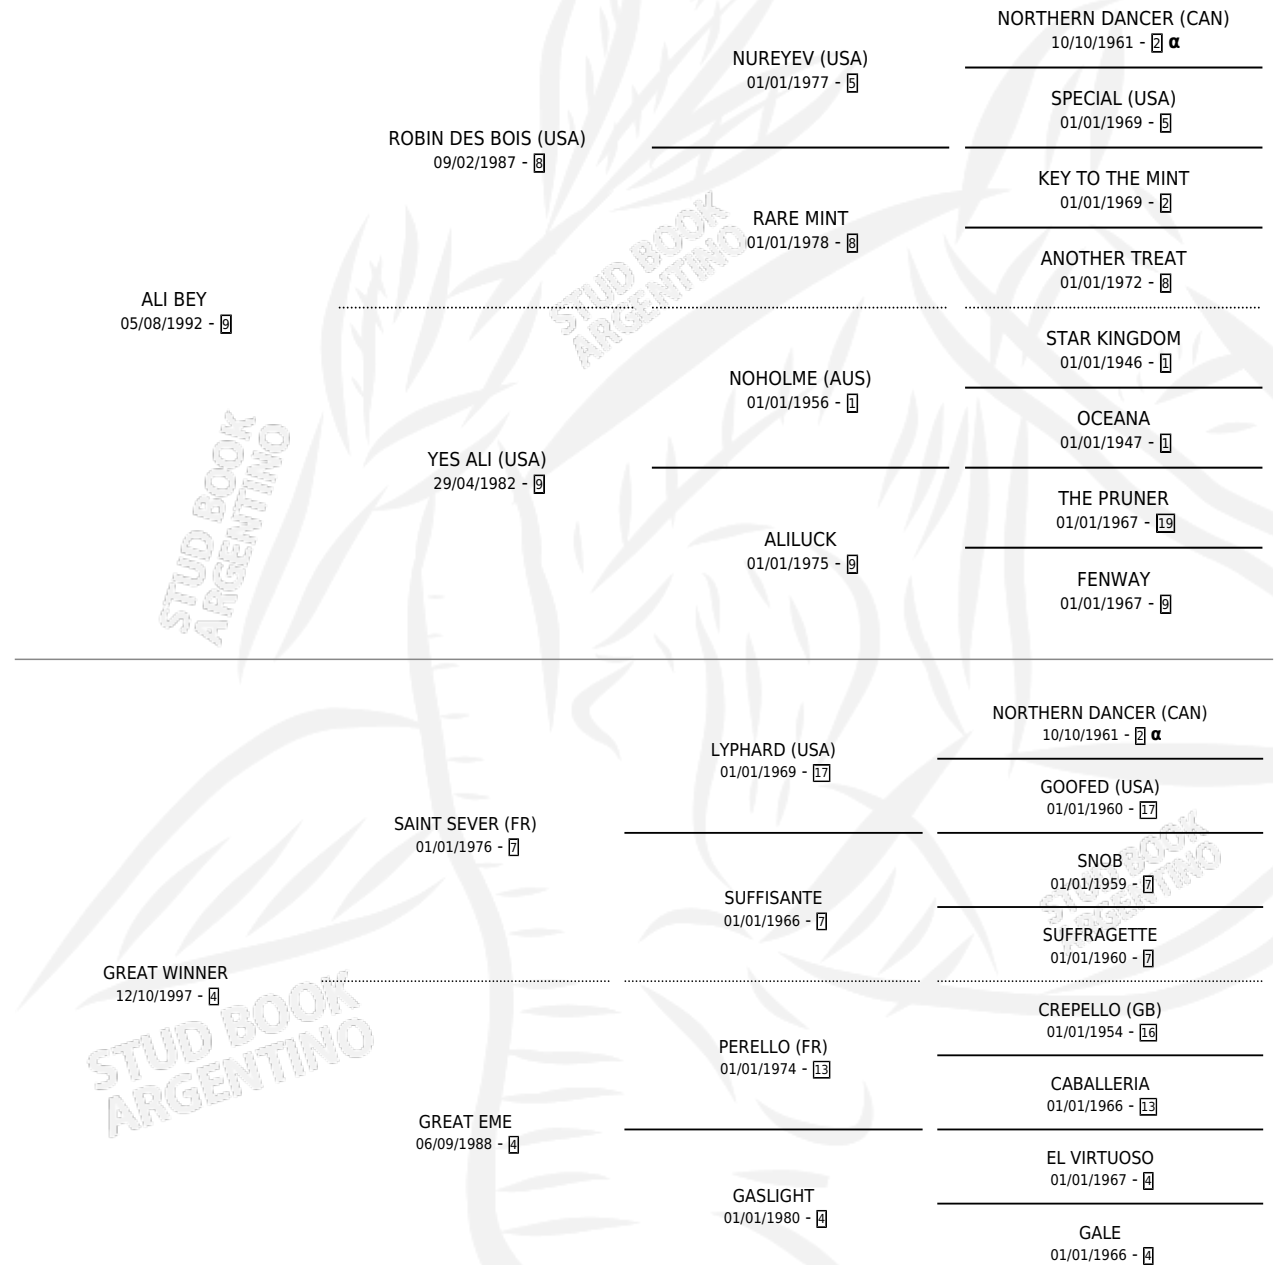 NORTHERN DANCER (CAN)
10/10/1961 - 2 α
NUREYEV (USA)
01/01/1977 - 5
SPECIAL (USA)
01/01/1969 - 5
ROBIN DES BOIS (USA)
09/02/1987 - 8
KEY TO THE MINT
01/01/1969 - 2
RARE MINT
01/01/1978 - 8
ANOTHER TREAT
01/01/1972 - 8
STUD BOOK
ARGENTINO
ALI BEY
05/08/1992 - 9
STAR KINGDOM
01/01/1946 - 1
NOHOLME (AUS)
01/01/1956 - 1
OCEANA
01/01/1947 - 1
YES ALI (USA)
29/04/1982 - 9
THE PRUNER
01/01/1967 - 19
ALILUCK
01/01/1975 - 9
FENWAY
01/01/1967 - 9
STUD BOOK
ARGENTINO
NORTHERN DANCER (CAN)
10/10/1961 - 2 α
LYPHARD (USA)
01/01/1969 - 17
GOOFED (USA)
01/01/1960 - 17
SAINT SEVER (FR)
01/01/1976 - 7
SNOB
01/01/1959 - 7
SUFFISANTE
01/01/1966 - 7
SUFFRAGETTE
01/01/1960 - 7
STUD BOOK
ARGENTINO
GREAT WINNER
12/10/1997 - 4
CREPELLO (GB)
01/01/1954 - 16
PERELLO (FR)
01/01/1974 - 13
CABALLERIA
01/01/1966 - 13
GREAT EME
06/09/1988 - 4
EL VIRTUOSO
01/01/1967 - 4
GASLIGHT
01/01/1980 - 4
GALE
01/01/1966 - 4
STUD BOOK
ARGENTINO